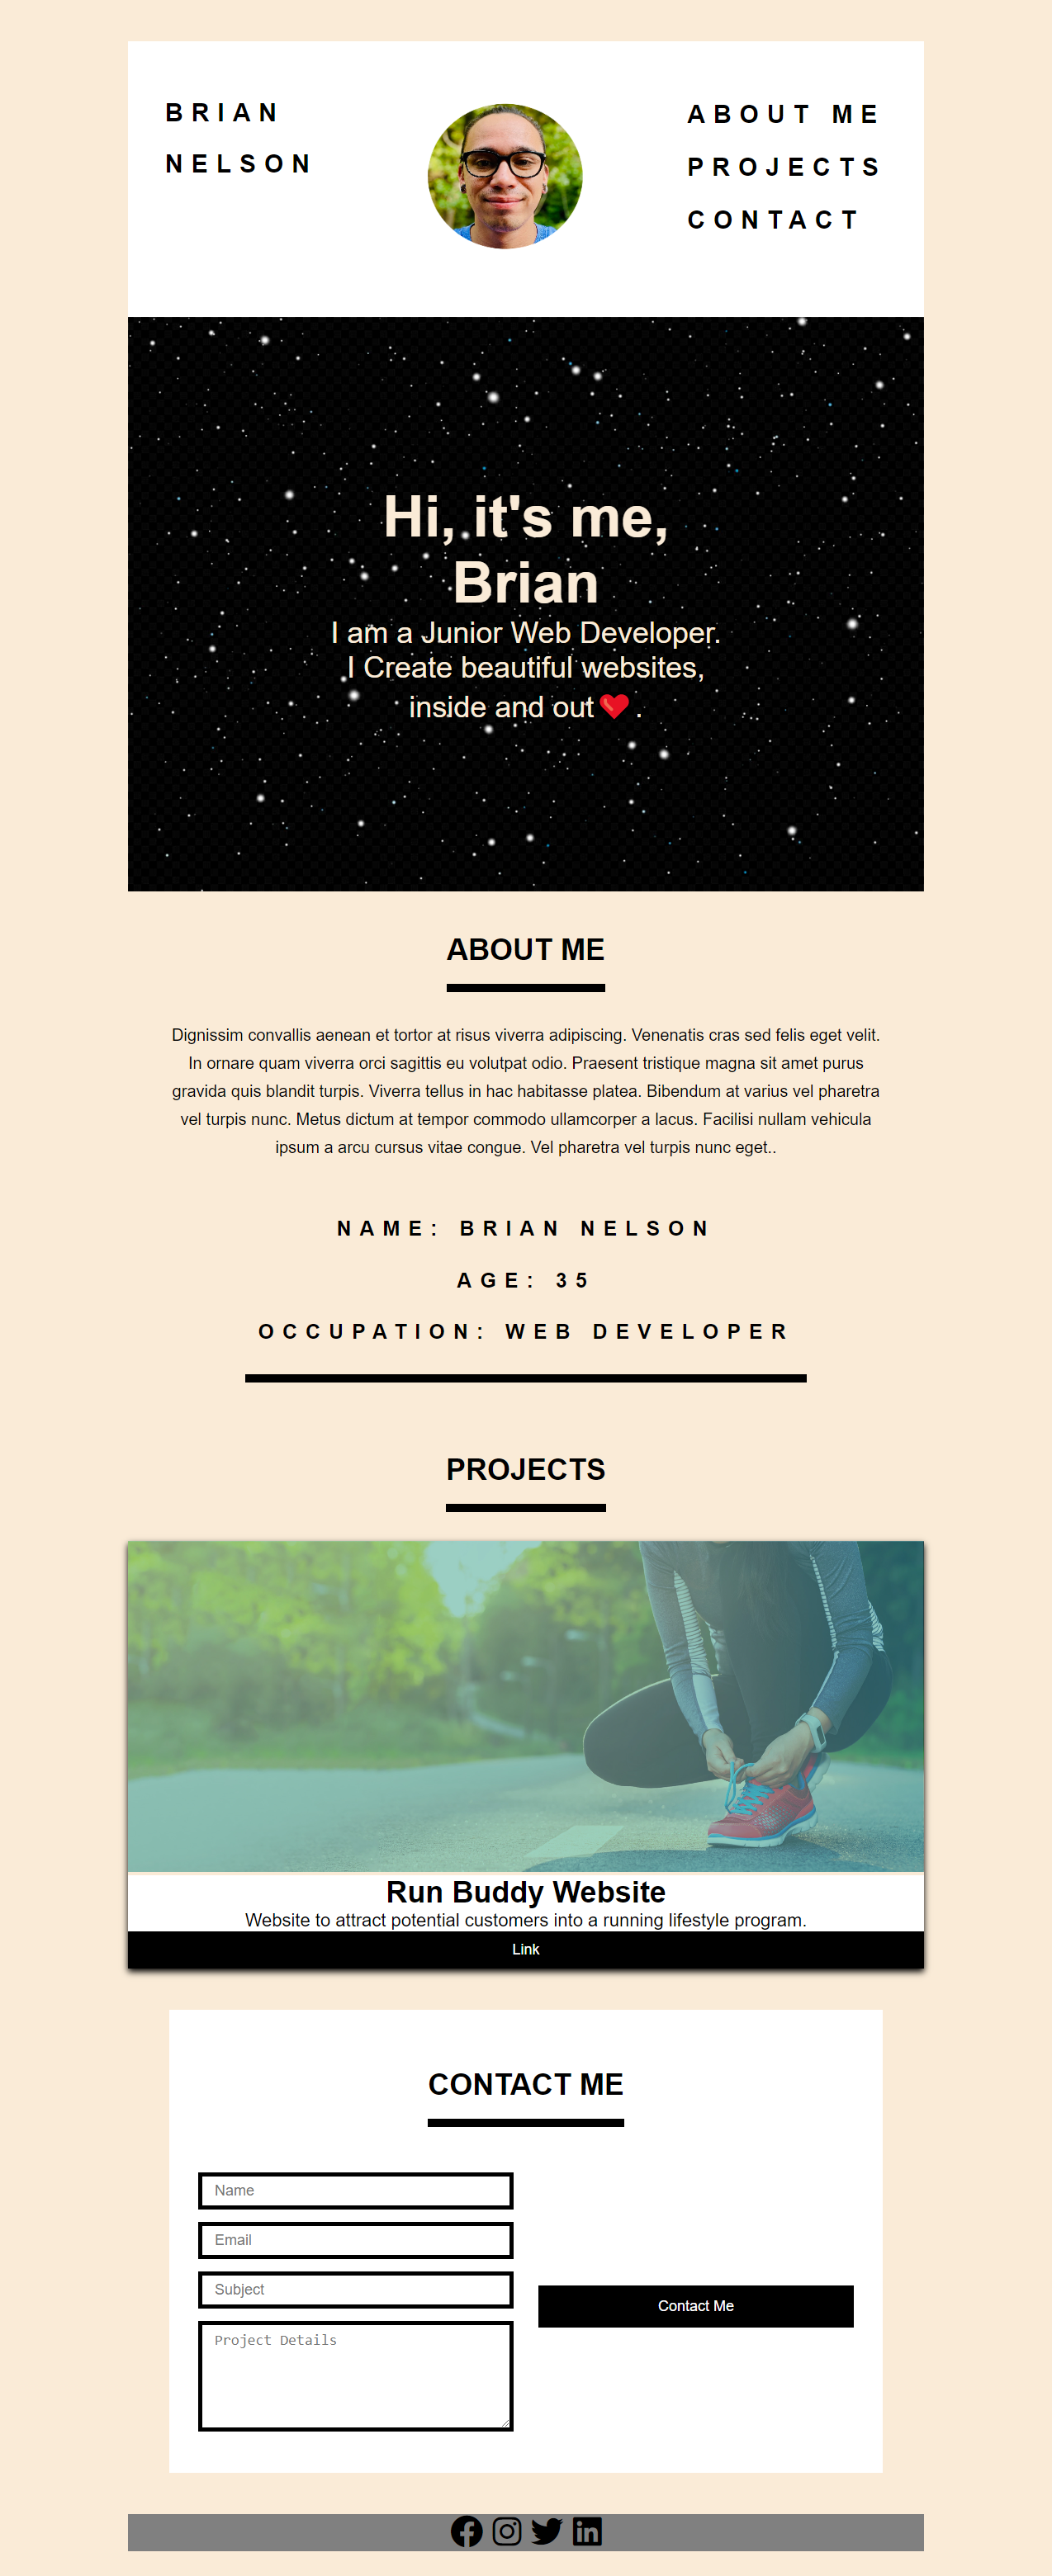 BRIAN
NELSON
ABOUT ME
PROJECTS
CONTACT
Hi, it's me,
Brian
I am a Junior Web Developer.
I Create beautiful websites,
inside and out❤️.
ABOUT ME
Dignissim convallis aenean et tortor at risus viverra adipiscing. Venenatis cras sed felis eget velit.
In ornare quam viverra orci sagittis eu volutpat odio. Praesent tristique magna sit amet purus
gravida quis blandit turpis. Viverra tellus in hac habitasse platea. Bibendum at varius vel pharetra
vel turpis nunc. Metus dictum at tempor commodo ullamcorper a lacus. Facilisi nullam vehicula
ipsum a arcu cursus vitae congue. Vel pharetra vel turpis nunc eget..
NAME: BRIAN NELSON
AGE: 35
OCCUPATION: WEB DEVELOPER
PROJECTS
Run Buddy Website
Website to attract potential customers into a running lifestyle program.
Link
CONTACT ME
Name
Email
Subject
Project Details
Contact Me